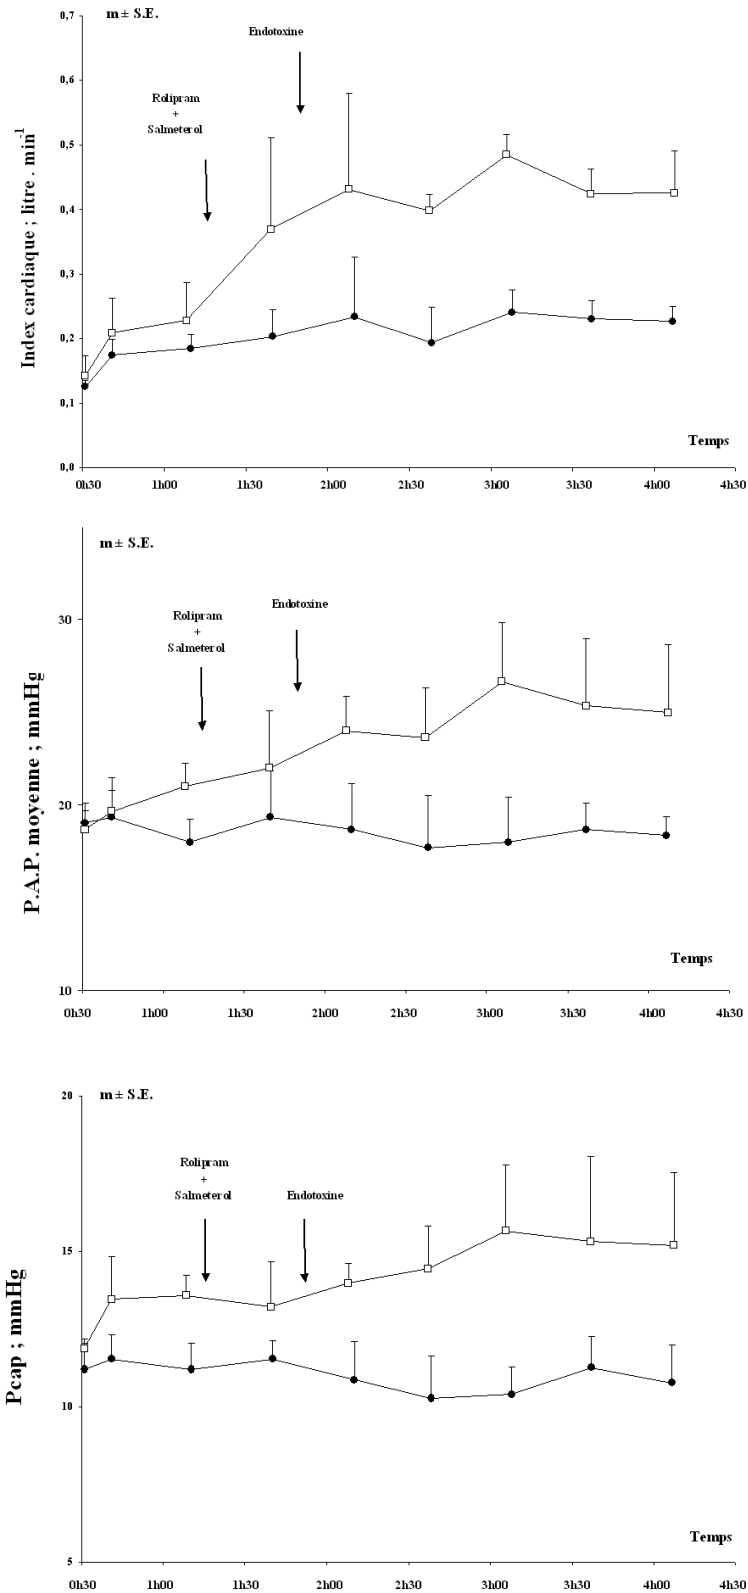 m ± S.E.
Endotoxine
Rolipram
+
Salmeterol
Index cardiaque ; litre . min-1
0,7
0,6
0,5
0,4
0,3
0,2
0,1
0,0
Temps
0h30 1h00 1h30 2h00 2h30 3h00 3h30 4h00 4h30
m ± S.E.
Endotoxine
Rolipram
+
Salmeterol
P.A.P. moyenne ; mmHg
30
20
10
Temps
0h30 1h00 1h30 2h00 2h30 3h00 3h30 4h00 4h30
m ± S.E.
Rolipram
+
Salmeterol
Endotoxine
Pcap ; mmHg
20
15
10
5
Temps
0h30 1h00 1h30 2h00 2h30 3h00 3h30 4h00 4h30